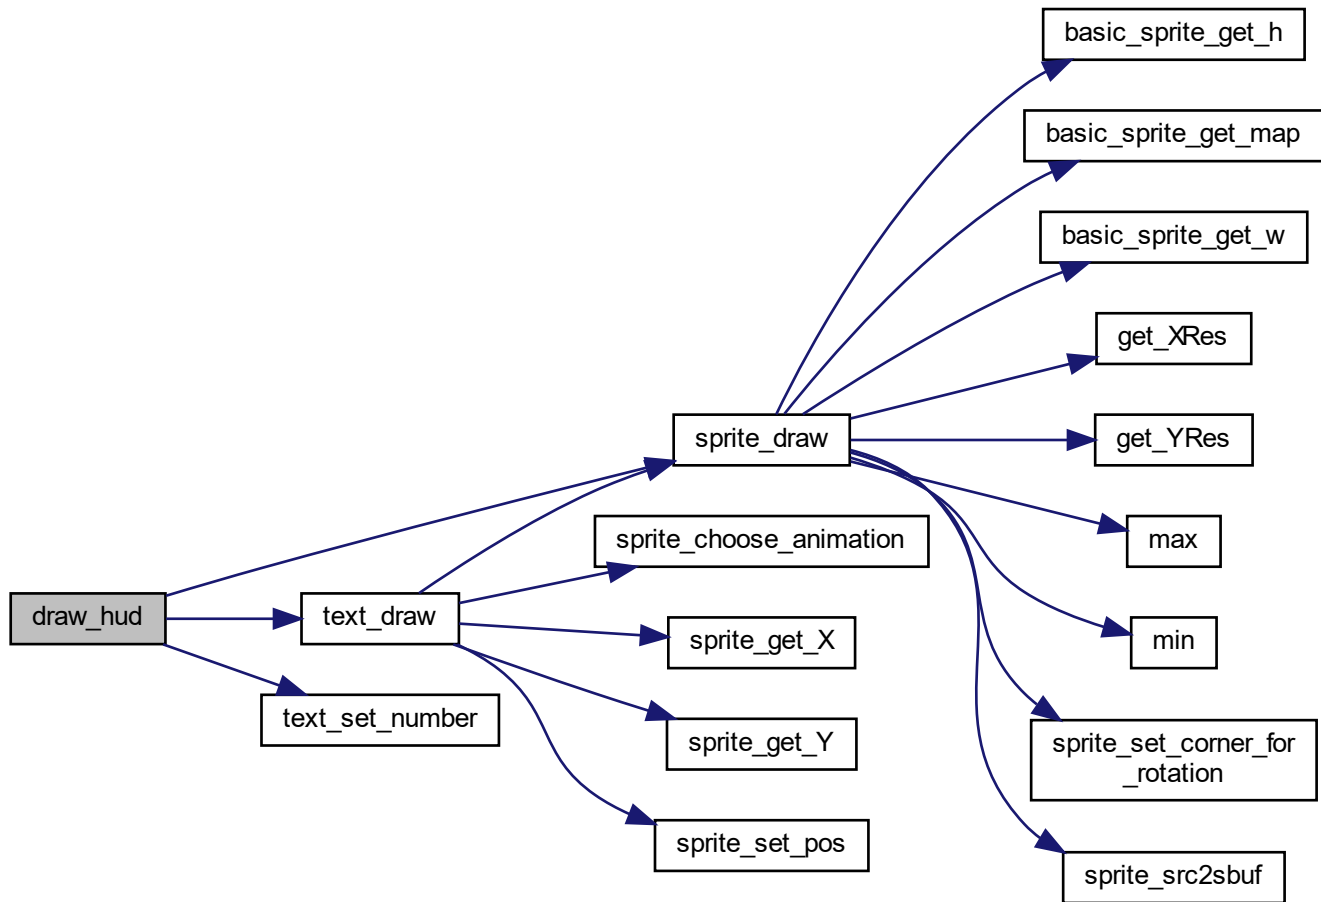 basic_sprite_get_h
basic_sprite_get_map
basic_sprite_get_w
get_XRes
sprite_draw
get_YRes
sprite_choose_animation
max
draw_hud
text_draw
sprite_get_X
min
text_set_number
sprite_get_Y
sprite_set_corner_for
_rotation
sprite_set_pos
sprite_src2sbuf